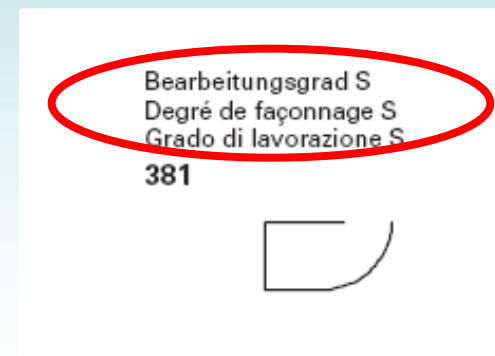 Bearbeitungsgrad S
Degré de façonnage S
Grado di lavorazione S
381